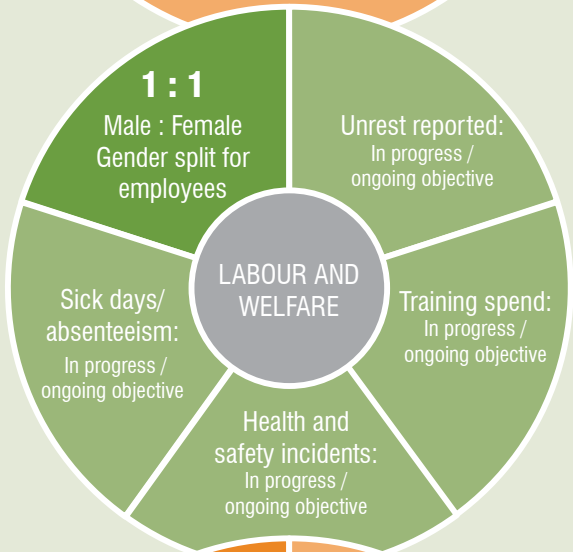 1 : 1
Male : Female
Gender split for
employees
Unrest reported:
In progress /
ongoing objective
LABOUR AND
WELFARE
Training spend:
In progress /
ongoing objective
Sick days/
absenteeism:
In progress /
ongoing objective
Health and
safety incidents:
In progress /
ongoing objective